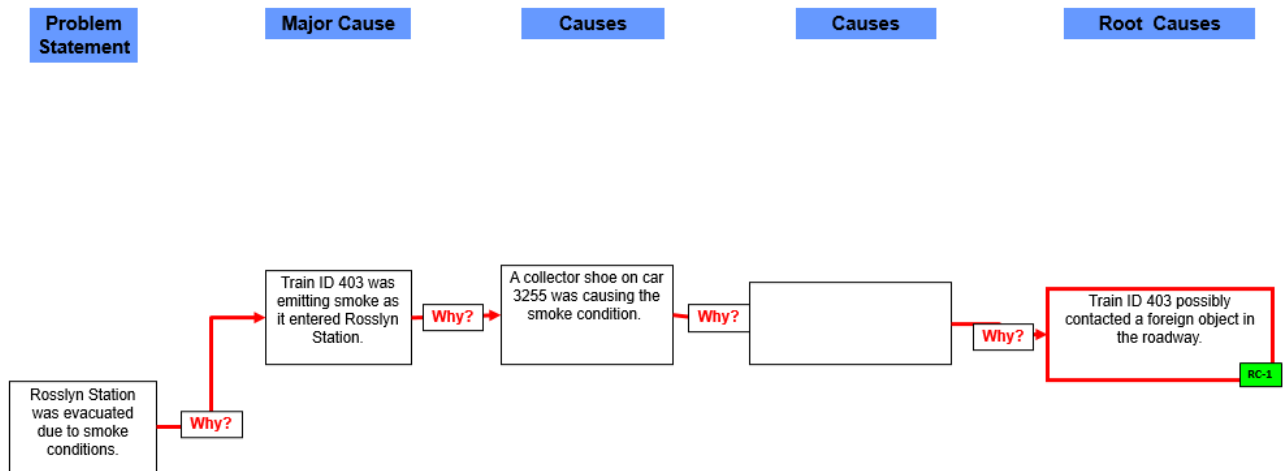 Problem
Statement
Major Cause
Causes
Causes
Root Causes
Rosslyn Station
was evacuated
due to smoke
conditions.
Why?
Train ID 403 was
emitting smoke as
it entered Rosslyn
Station.
Why?
A collector shoe on car
3255 was causing the
smoke condition.
Why?
Why?
Train ID 403 possibly
contacted a foreign object in
the roadway.
RC-1